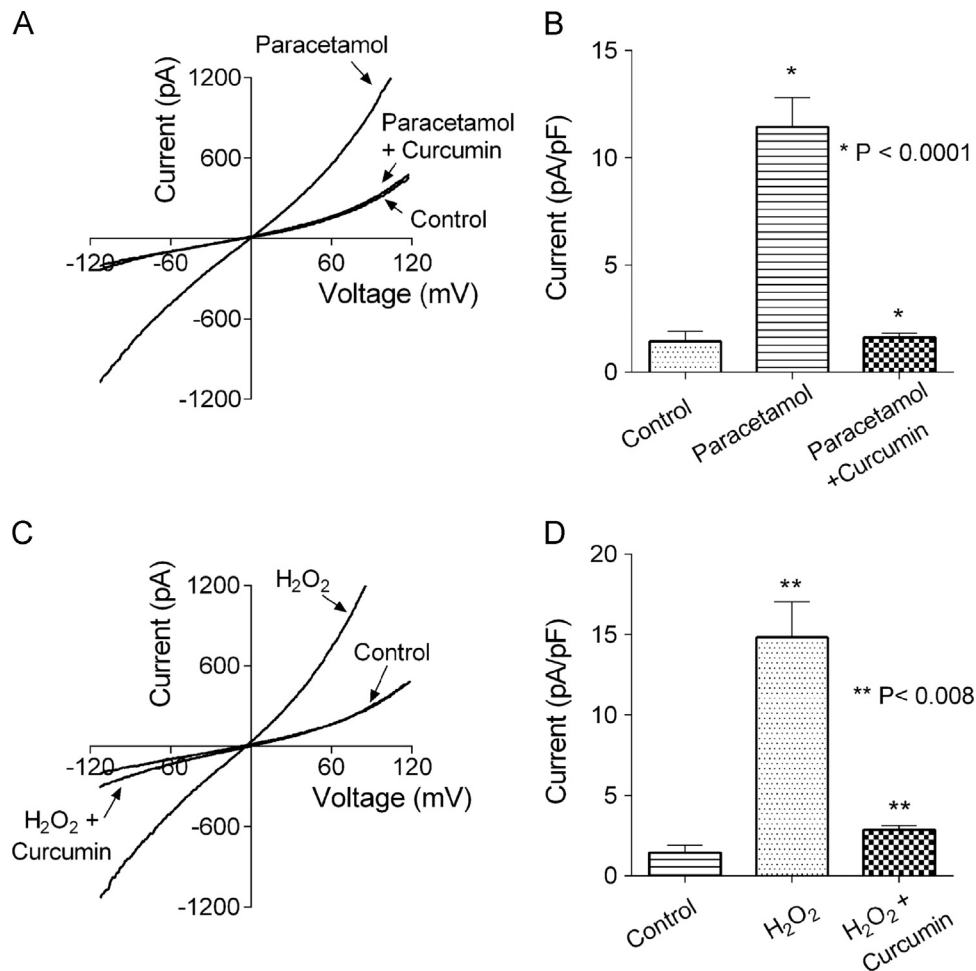 A
Paracetamol
1200
Current (pA)
Paracetamol
+ Curcumin
600
Control
-120
-60
60
120
Voltage (mV)
-600
-1200
B
15
*
Current (pA/pF)
10
* P < 0.0001
5
*
0
Control
Paracetamol
Paracetamol
+Curcumin
C
H₂O₂
1200
Current (pA)
Control
600
-120
-60
60
120
Voltage (mV)
H₂O₂ +
Curcumin
-600
-1200
D
20
**
Current (pA/pF)
15
** P< 0.008
10
5
**
0
Control
H₂O₂
H₂O₂ +
Curcumin